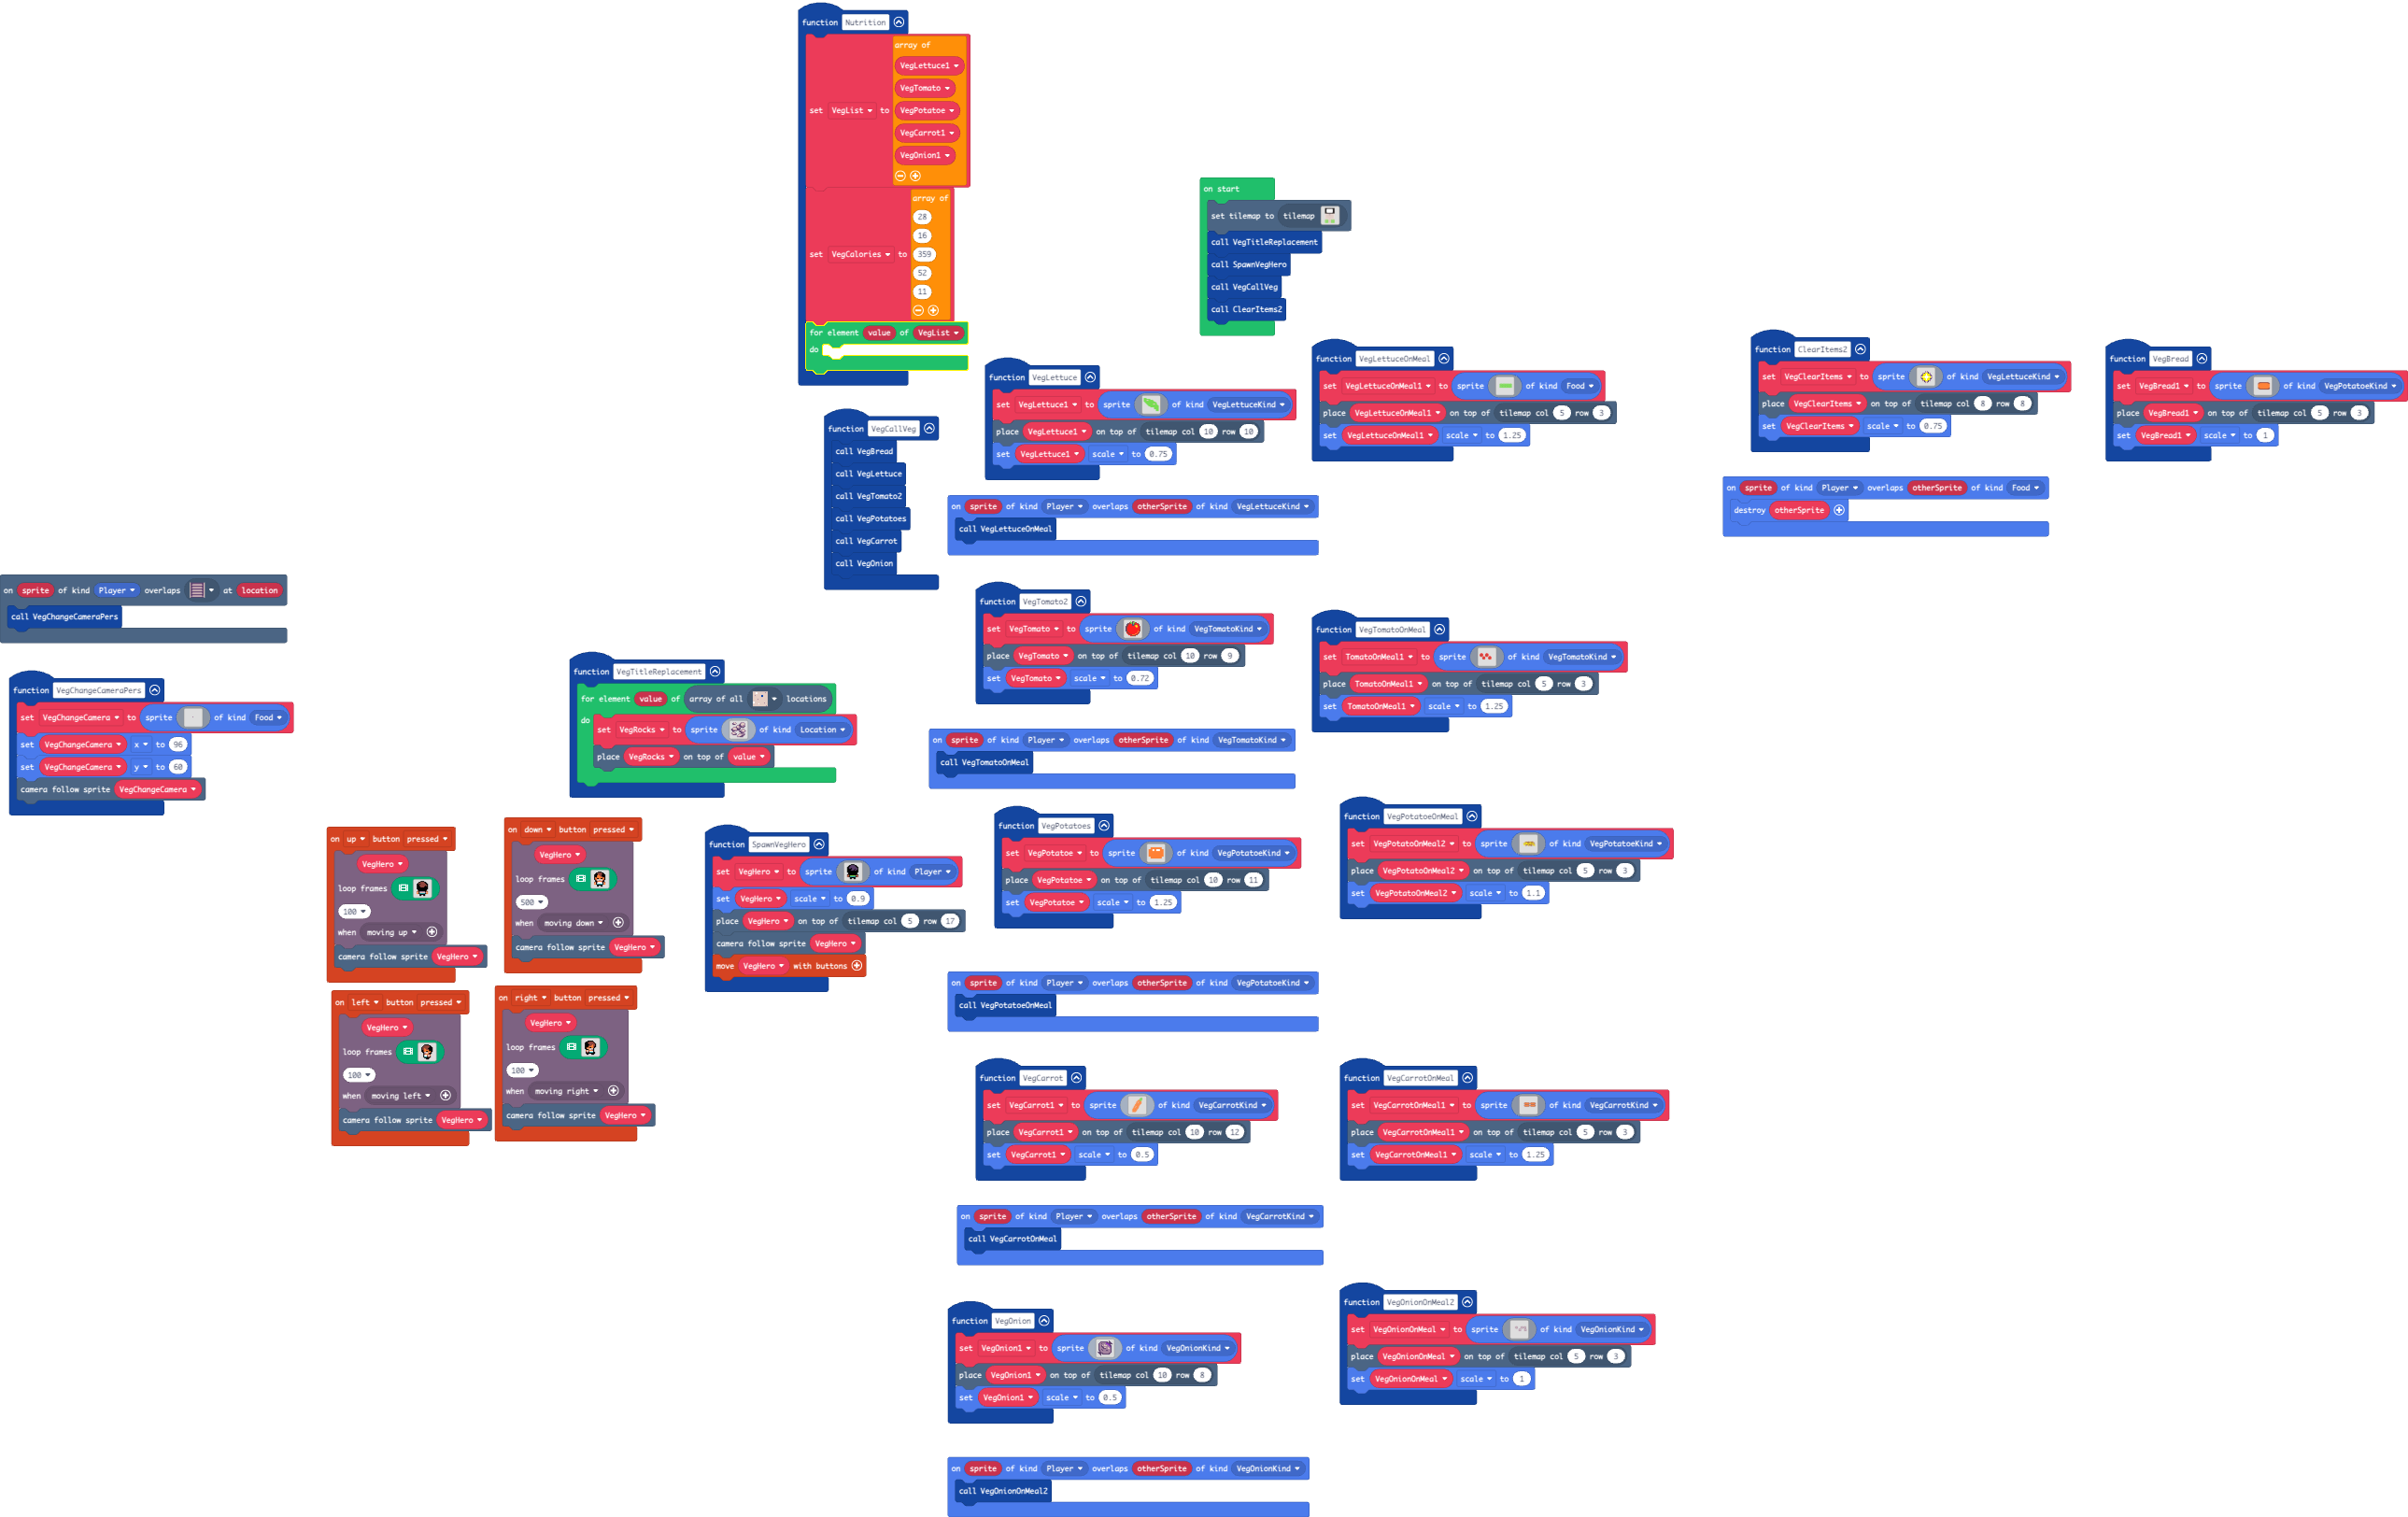 function Nutrition
set VegList to array of
VegLettuce1
VegTomato
VegPotatoe
VegCarrot1
VegOnion1
set VegCalories to array of
28
16
359
52
11
for element value of VegList
do
function VegCallVeg
call VegBread
call VegLettuce
call VegTomato2
call VegPotatoes
call VegCarrot
call VegOnion
on start
set tilemap to tilemap
call VegTitleReplacement
call SpawnVegHero
call VegCallVeg
call ClearItems2
function VegLettuce
set VegLettuce1 to sprite of kind VegLettuceKind
place VegLettuce1 on top of tilemap col 10 row 10
set VegLettuce1 scale to 0.75
function VegLettuceOnMeal
set VegLettuceOnMeal1 to sprite of kind Food
place VegLettuceOnMeal1 on top of tilemap col 5 row 3
set VegLettuceOnMeal1 scale to 1.25
function ClearItems2
set VegClearItems to sprite of kind VegLettuceKind
place VegClearItems on top of tilemap col 8 row 8
set VegClearItems scale to 0.75
function VegBread
set VegBread1 to sprite of kind VegPotatoeKind
place VegBread1 on top of tilemap col 5 row 3
set VegBread1 scale to 1
on sprite of kind Player overlaps otherSprite of kind VegLettuceKind
call VegLettuceOnMeal
on sprite of kind Player overlaps otherSprite of kind Food
destroy otherSprite
on sprite of kind Player overlaps at location
call VegChangeCameraPers
function VegChangeCameraPers
set VegChangeCamera to sprite of kind Food
set VegChangeCamera x to 96
set VegChangeCamera y to 60
camera follow sprite VegChangeCamera
function VegTitleReplacement
for element value of array of all locations
do
set VegRocks to sprite of kind Location
place VegRocks on top of value
function VegTomato2
set VegTomato to sprite of kind VegTomatoKind
place VegTomato on top of tilemap col 10 row 9
set VegTomato scale to 0.72
function VegTomatoOnMeal
set TomatoOnMeal1 to sprite of kind VegTomatoKind
place TomatoOnMeal1 on top of tilemap col 5 row 3
set TomatoOnMeal1 scale to 1.25
on sprite of kind Player overlaps otherSprite of kind VegTomatoKind
call VegTomatoOnMeal
on up button pressed
VegHero
loop frames
100
when moving up
camera follow sprite VegHero
on down button pressed
VegHero
loop frames
500
when moving down
camera follow sprite VegHero
on left button pressed
VegHero
loop frames
100
when moving left
camera follow sprite VegHero
on right button pressed
VegHero
loop frames
100
when moving right
camera follow sprite VegHero
function SpawnVegHero
set VegHero to sprite of kind Player
set VegHero scale to 0.9
place VegHero on top of tilemap col 5 row 17
camera follow sprite VegHero
move VegHero with buttons
function VegPotatoes
set VegPotatoe to sprite of kind VegPotatoeKind
place VegPotatoe on top of tilemap col 10 row 11
set VegPotatoe scale to 1.25
function VegPotatoeOnMeal
set VegPotatoOnMeal2 to sprite of kind VegPotatoeKind
place VegPotatoOnMeal2 on top of tilemap col 5 row 3
set VegPotatoOnMeal2 scale to 1.1
on sprite of kind Player overlaps otherSprite of kind VegPotatoeKind
call VegPotatoeOnMeal
function VegCarrot
set VegCarrot1 to sprite of kind VegCarrotKind
place VegCarrot1 on top of tilemap col 10 row 12
set VegCarrot1 scale to 0.5
function VegCarrotOnMeal
set VegCarrotOnMeal1 to sprite of kind VegCarrotKind
place VegCarrotOnMeal1 on top of tilemap col 5 row 3
set VegCarrotOnMeal1 scale to 1.25
on sprite of kind Player overlaps otherSprite of kind VegCarrotKind
call VegCarrotOnMeal
function VegOnion
set VegOnion1 to sprite of kind VegOnionKind
place VegOnion1 on top of tilemap col 10 row 8
set VegOnion1 scale to 0.5
function VegOnionOnMeal2
set VegOnionOnMeal to sprite of kind VegOnionKind
place VegOnionOnMeal on top of tilemap col 5 row 3
set VegOnionOnMeal scale to 1
on sprite of kind Player overlaps otherSprite of kind VegOnionKind
call VegOnionOnMeal2